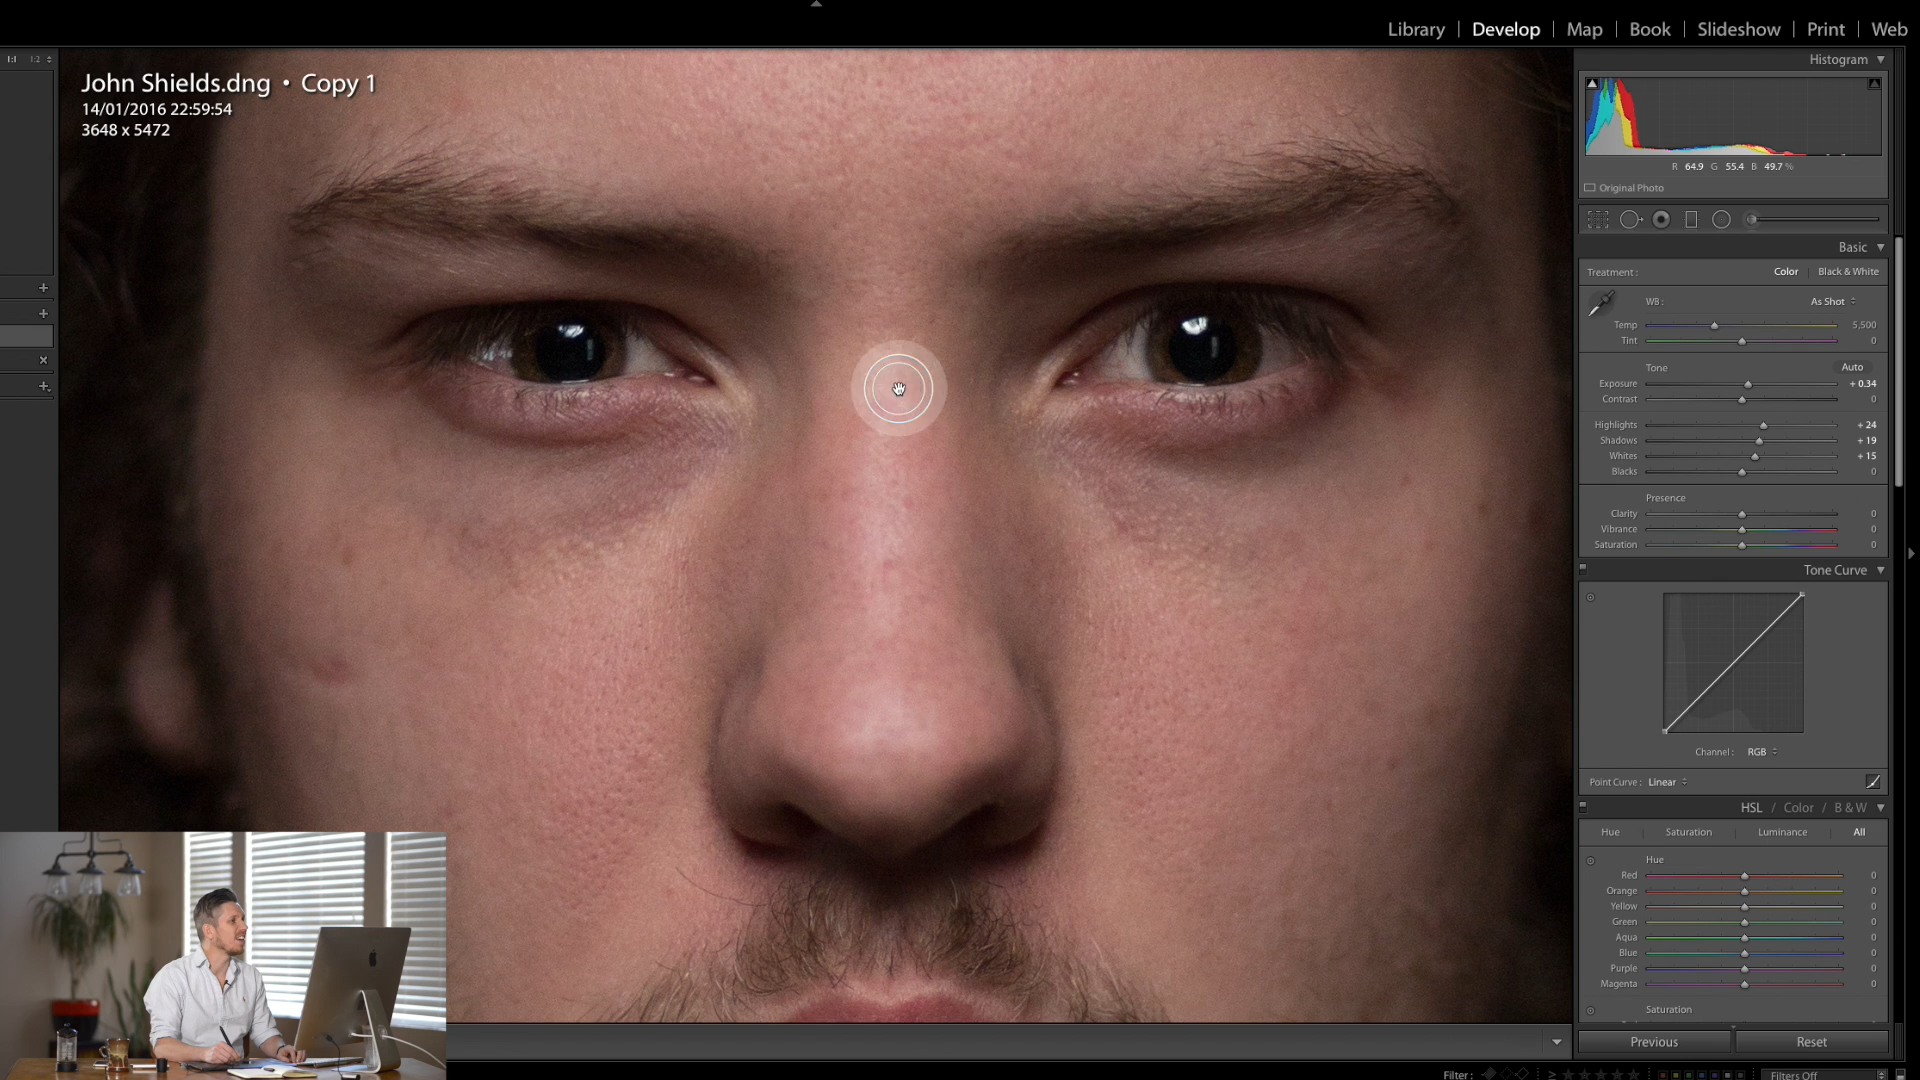 Library | Develop | Map | Book | Slideshow | Print | Web
1:1 1:2
John Shields.dng • Copy 1
14/01/2016 22:59:54
3648 x 5472
Histogram
R 64.9 G 55.4 B 49.7 %
Original Photo
Basic
Treatment : Color | Black & White
WB : As Shot
Temp 5,500
Tint 0
Tone Auto
Exposure + 0.34
Contrast 0
Highlights + 24
Shadows + 19
Whites + 15
Blacks 0
Presence
Clarity 0
Vibrance 0
Saturation 0
Tone Curve
Channel : RGB
Point Curve : Linear
HSL / Color / B & W
Hue Saturation Luminance All
Hue
Red 0
Orange 0
Yellow 0
Green 0
Aqua 0
Blue 0
Purple 0
Magenta 0
Saturation
Previous Reset
Filter : ≥ Filters Off